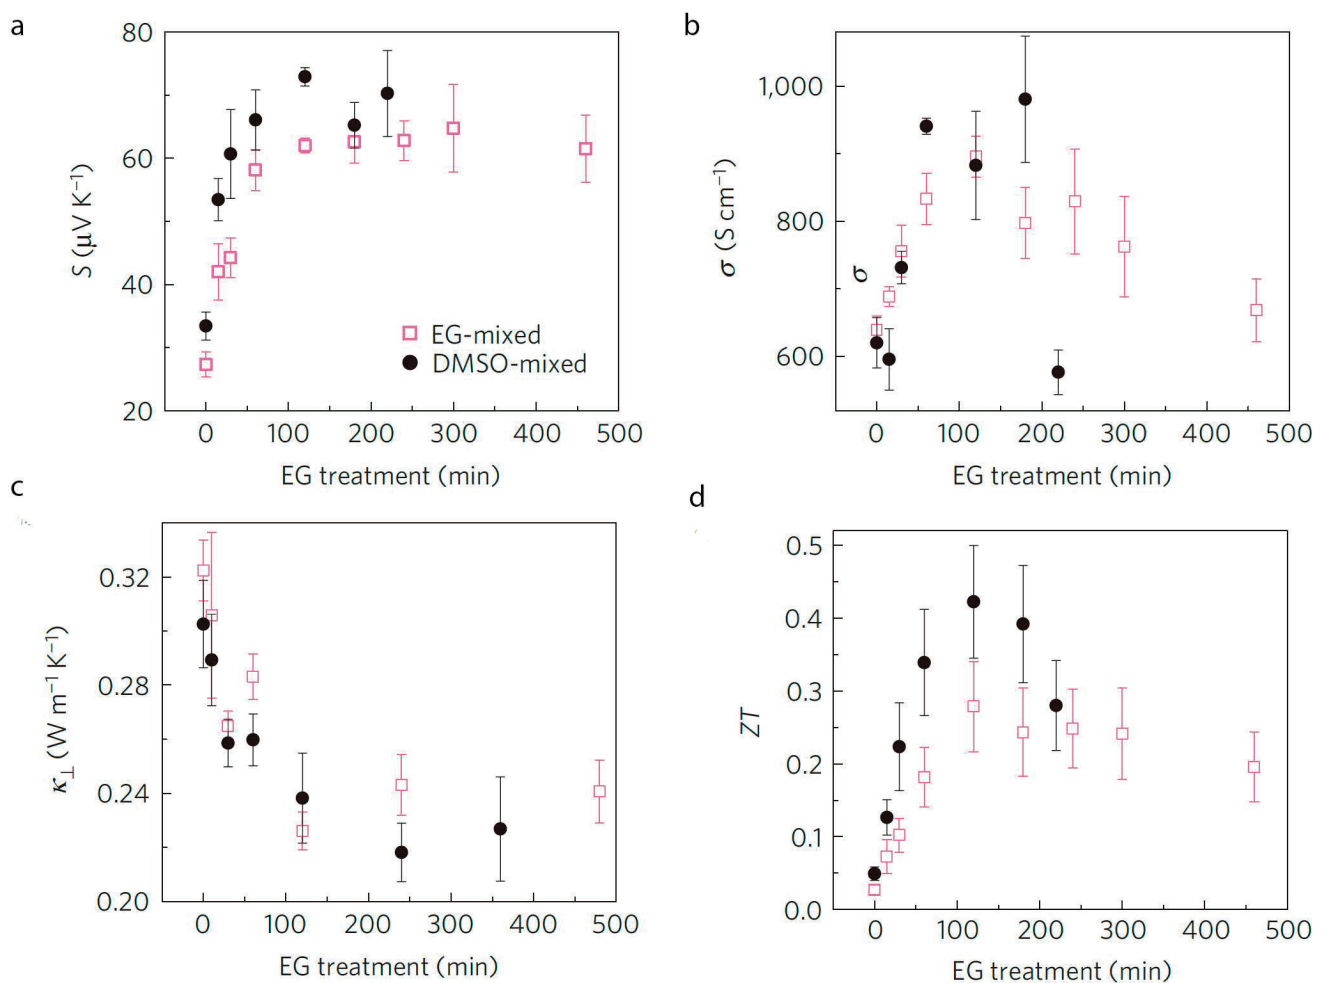 a
80
60
40
20
S (μV K⁻¹)
EG-mixed
DMSO-mixed
0 100 200 300 400 500
EG treatment (min)
b
1,000
800
600
σ (S cm⁻¹)
σ
0 100 200 300 400 500
EG treatment (min)
c
0.32
0.28
0.24
0.20
κ⊥ (W m⁻¹ K⁻¹)
0 100 200 300 400 500
EG treatment (min)
d
0.5
0.4
0.3
0.2
0.1
0.0
ZT
0 100 200 300 400 500
EG treatment (min)